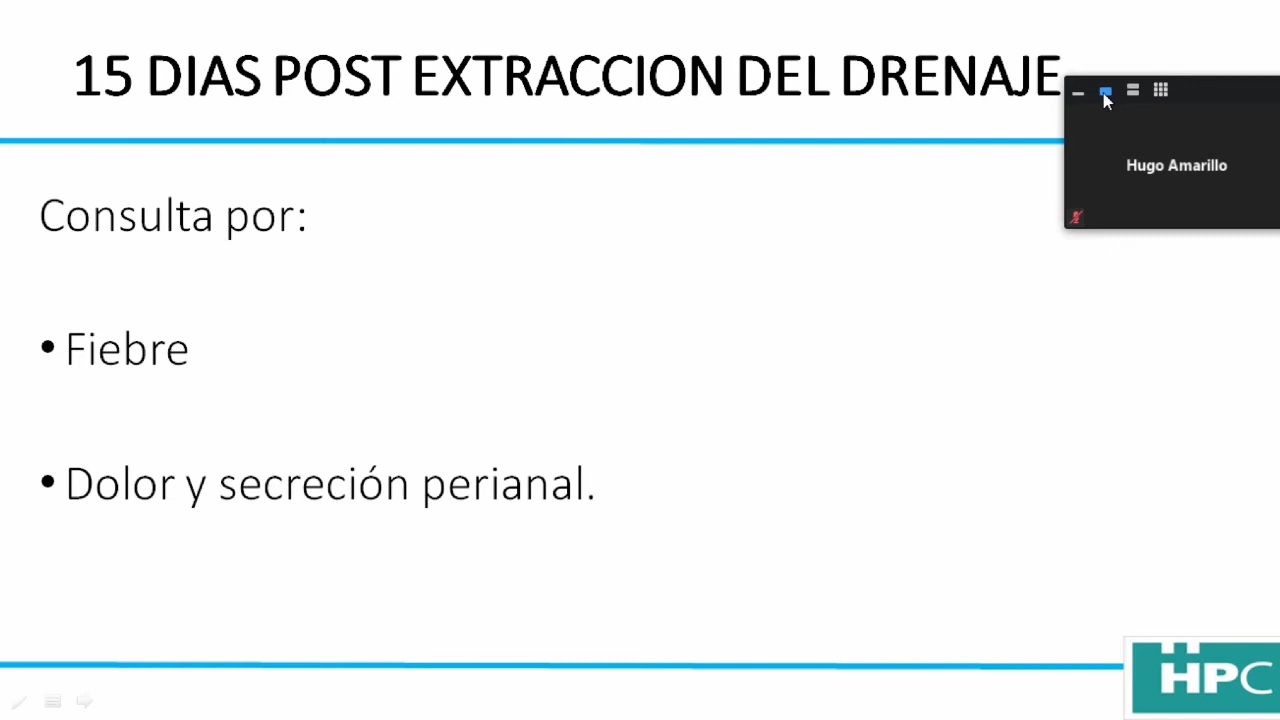 15 DIAS POST EXTRACCION DEL DRENAJE
Hugo Amarillo
Consulta por:
• Fiebre
• Dolor y secreción perianal.
HPC